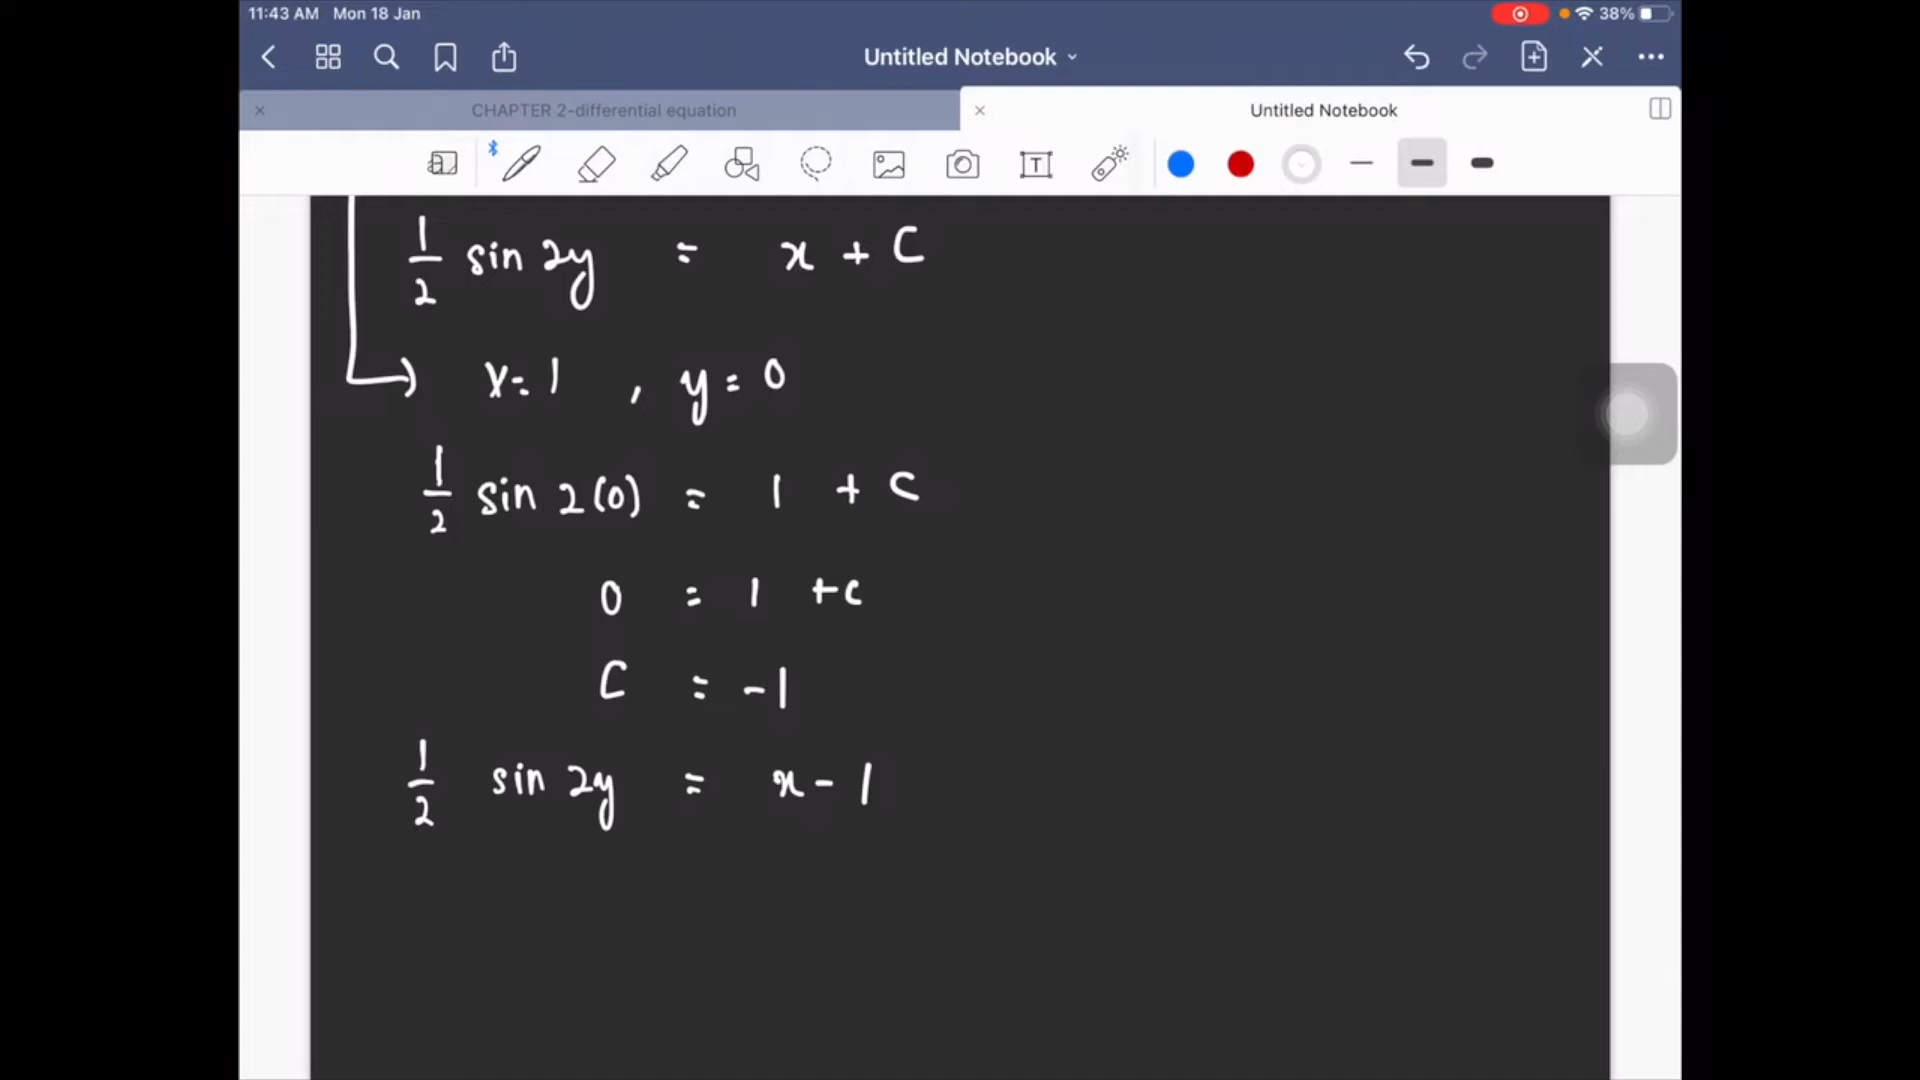 11:43 AM Mon 18 Jan 38%
Untitled Notebook
CHAPTER 2-differential equation
Untitled Notebook
1/2 sin 2y = x + C
x = 1 , y = 0
1/2 sin 2(0) = 1 + C
0 = 1 + c
C = -1
1/2 sin 2y = x - 1